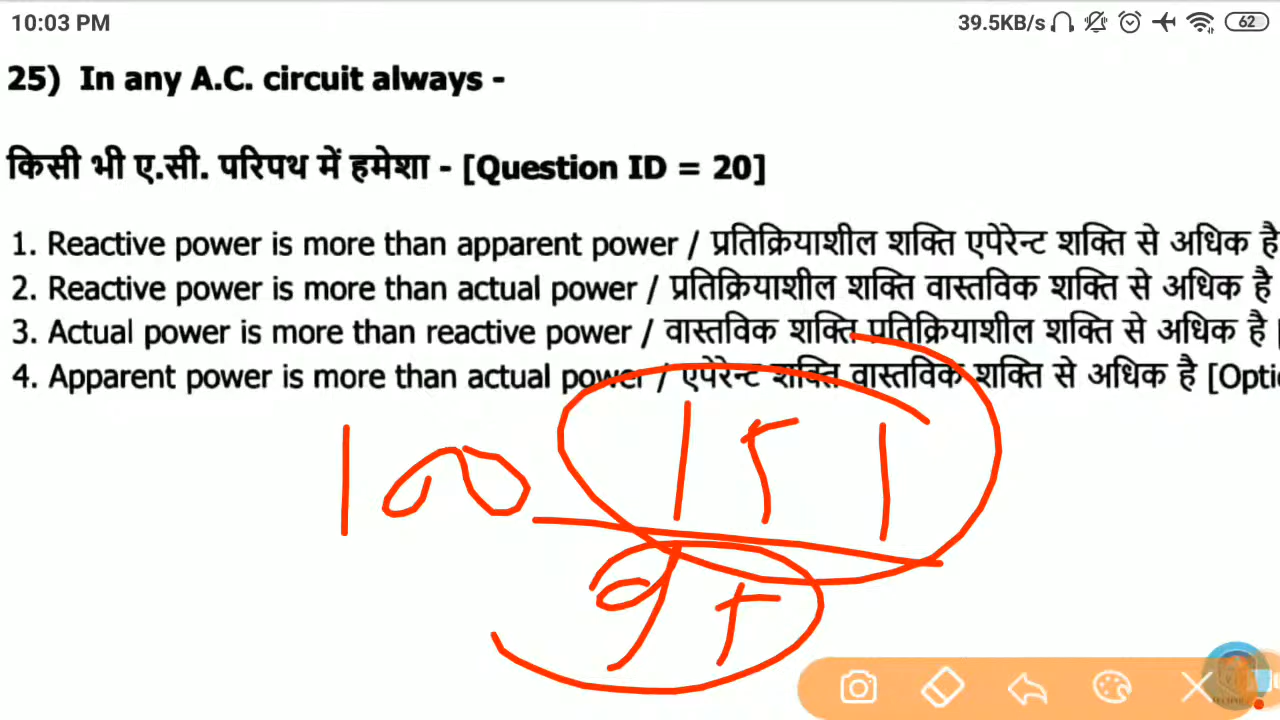 10:03 PM 39.5KB/s 62
25) In any A.C. circuit always -
किसी भी ए.सी. परिपथ में हमेशा - [Question ID = 20]
1. Reactive power is more than apparent power / प्रतिक्रियाशील शक्ति एपेरेन्ट शक्ति से अधिक है
2. Reactive power is more than actual power / प्रतिक्रियाशील शक्ति वास्तविक शक्ति से अधिक है
3. Actual power is more than reactive power / वास्तविक शक्ति प्रतिक्रियाशील शक्ति से अधिक है [
4. Apparent power is more than actual power / एपेरेन्ट शक्ति वास्तविक शक्ति से अधिक है [Opti
100 151
95